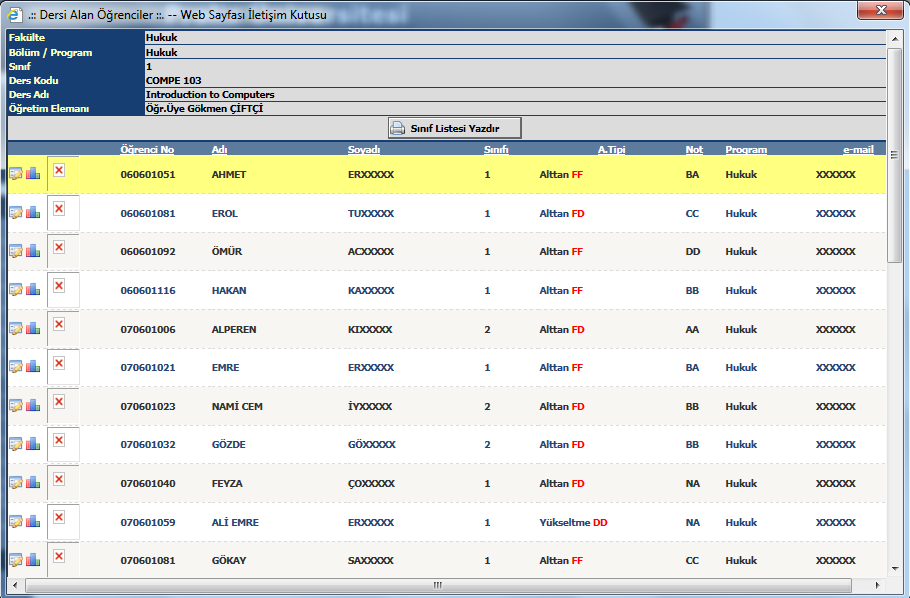 .:: Dersi Alan Öğrenciler ::. -- Web Sayfası İletişim Kutusu
Fakülte Hukuk
Bölüm / Program Hukuk
Sınıf 1
Ders Kodu COMPE 103
Ders Adı Introduction to Computers
Öğretim Elemanı Öğr.Üye Gökmen ÇİFTÇİ
Sınıf Listesi Yazdır
Öğrenci No Adı Soyadı Sınıfı A.Tipi Not Program e-mail
060601051 AHMET ERXXXXX 1 Alttan FF BA Hukuk XXXXXX
060601081 EROL TUXXXXX 1 Alttan FD CC Hukuk XXXXXX
060601092 ÖMÜR ACXXXXX 1 Alttan FF DD Hukuk XXXXXX
060601116 HAKAN KAXXXXX 1 Alttan FF BB Hukuk XXXXXX
070601006 ALPEREN KIXXXXX 2 Alttan FD AA Hukuk XXXXXX
070601021 EMRE ERXXXXX 1 Alttan FF BA Hukuk XXXXXX
070601023 NAMİ CEM İYXXXXX 2 Alttan FD BB Hukuk XXXXXX
070601032 GÖZDE GÖXXXXX 2 Alttan FD BB Hukuk XXXXXX
070601040 FEYZA ÇOXXXXX 1 Alttan FD NA Hukuk XXXXXX
070601059 ALİ EMRE ERXXXXX 1 Yükseltme DD NA Hukuk XXXXXX
070601081 GÖKAY SAXXXXX 1 Alttan FF CC Hukuk XXXXXX